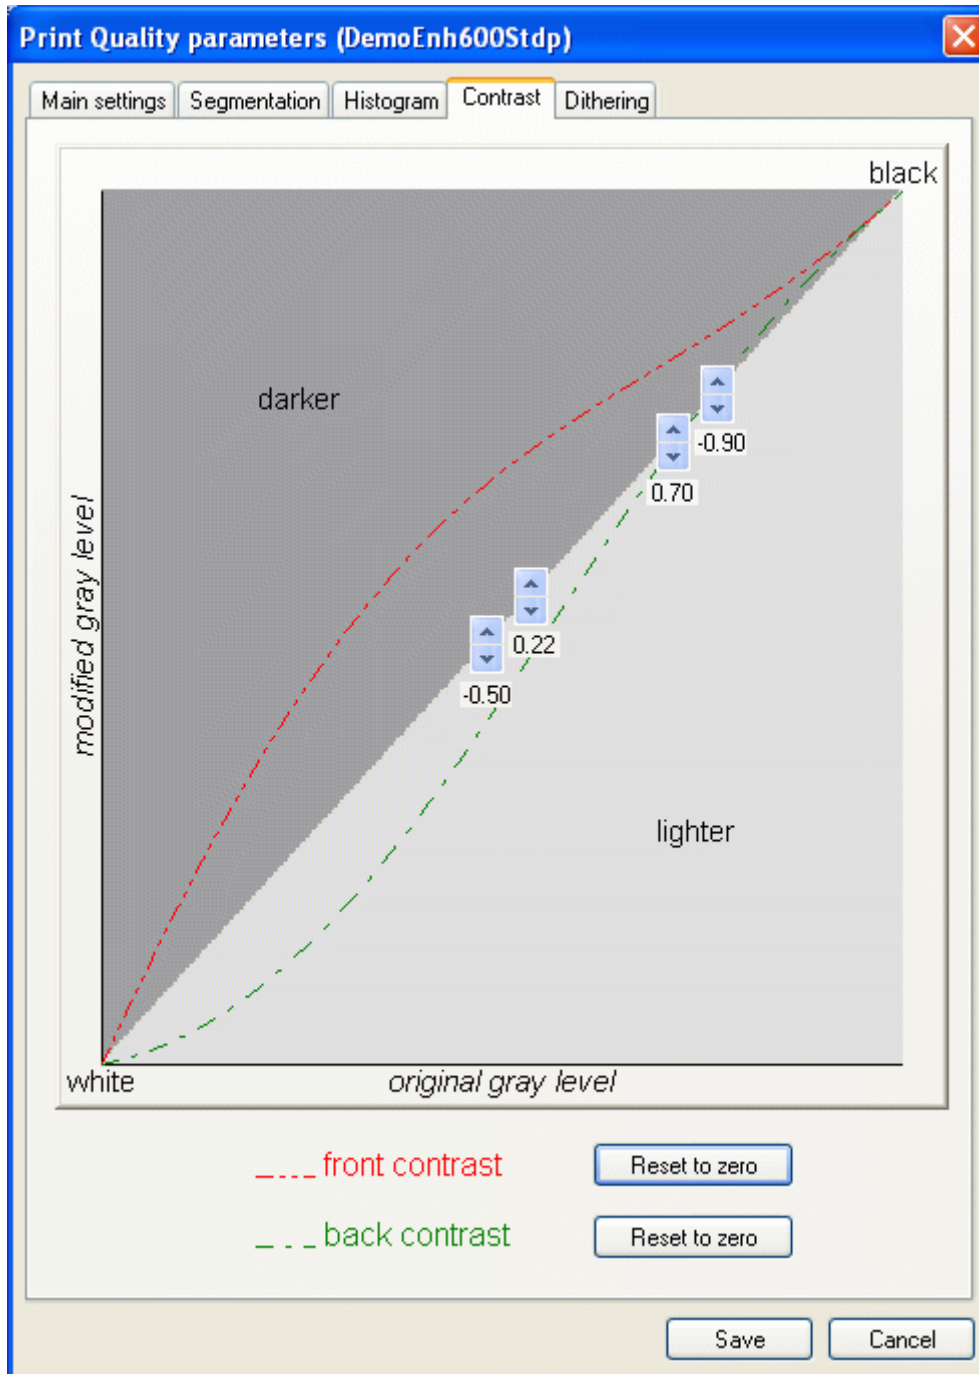 Print Quality parameters (DemoEnh600Stdp)
Main settings Segmentation Histogram Contrast Dithering
black
darker
-0.90
0.70
modified gray level
0.22
-0.50
lighter
white original gray level
front contrast Reset to zero
back contrast Reset to zero
Save Cancel